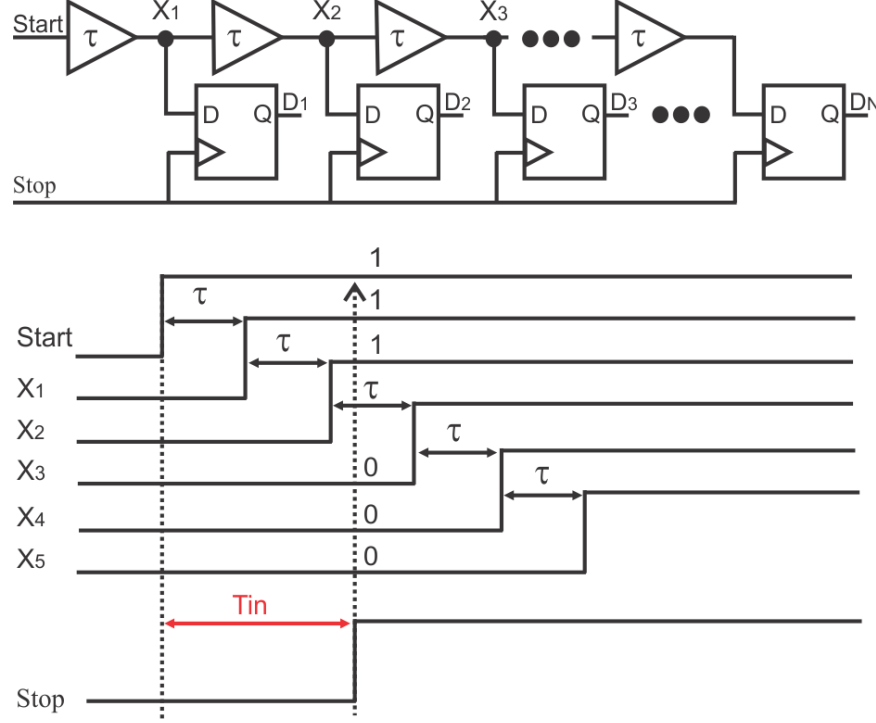 Start τ X1 τ X2 τ X3 τ
D Q D1 D Q D2 D Q D3 D Q DN
Stop
1
τ 1
Start τ 1
X1 τ
X2 τ
X3 0 τ
X4 0
X5 0
Tin
Stop